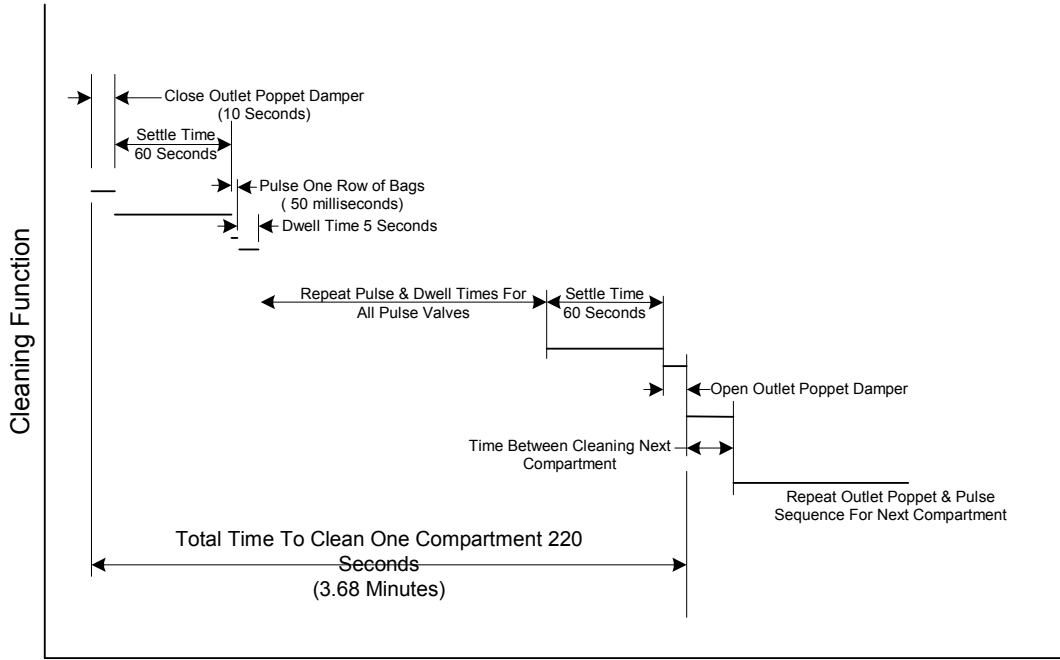 Close Outlet Poppet Damper
(10 Seconds)
Settle Time
60 Seconds
Pulse One Row of Bags
( 50 milliseconds)
Dwell Time 5 Seconds
Repeat Pulse & Dwell Times For
All Pulse Valves
Settle Time
60 Seconds
Open Outlet Poppet Damper
Time Between Cleaning Next
Compartment
Repeat Outlet Poppet & Pulse
Sequence For Next Compartment
Total Time To Clean One Compartment 220
Seconds
(3.68 Minutes)
Cleaning Function